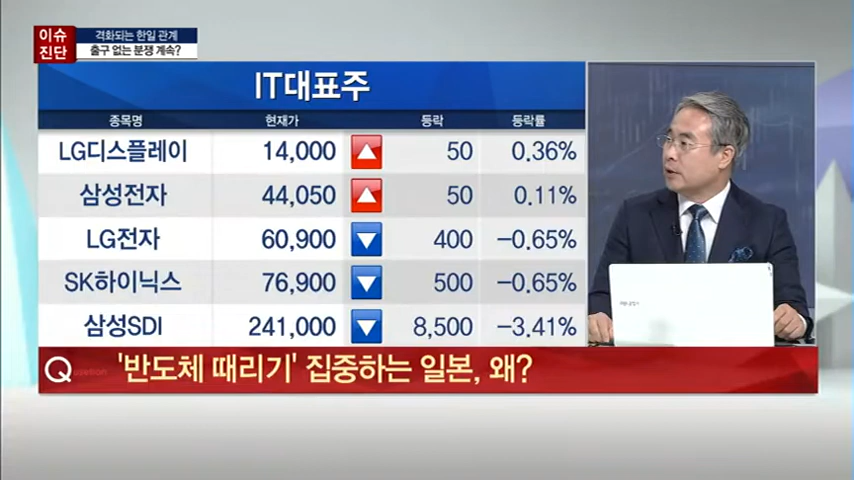 이슈
진단
격화되는 한일 관계
출구 없는 분쟁 계속?
IT대표주
종목명 현재가 등락 등락률
LG디스플레이 14,000 ▲ 50 0.36%
삼성전자 44,050 ▲ 50 0.11%
LG전자 60,900 ▼ 400 -0.65%
SK하이닉스 76,900 ▼ 500 -0.65%
삼성SDI 241,000 ▼ 8,500 -3.41%
Question '반도체 때리기' 집중하는 일본, 왜?